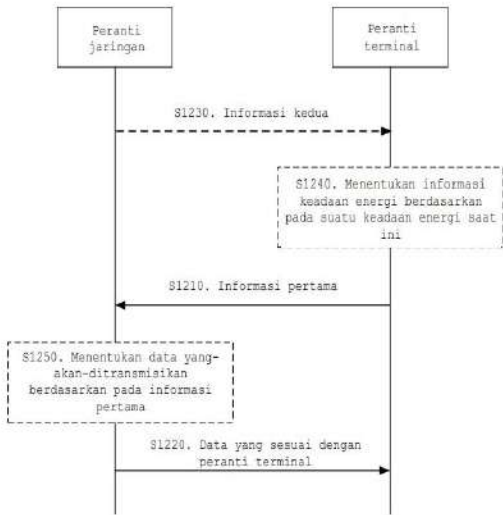 Peranti
jaringan
Peranti
terminal
S1230. Informasi kedua
S1240. Menentukan informasi
keadaan energi berdasarkan
pada suatu keadaan energi saat
ini
S1210. Informasi pertama
S1250. Menentukan data yang-
akan-ditransmisikan
berdasarkan pada informasi
pertama
S1220. Data yang sesuai dengan
peranti terminal